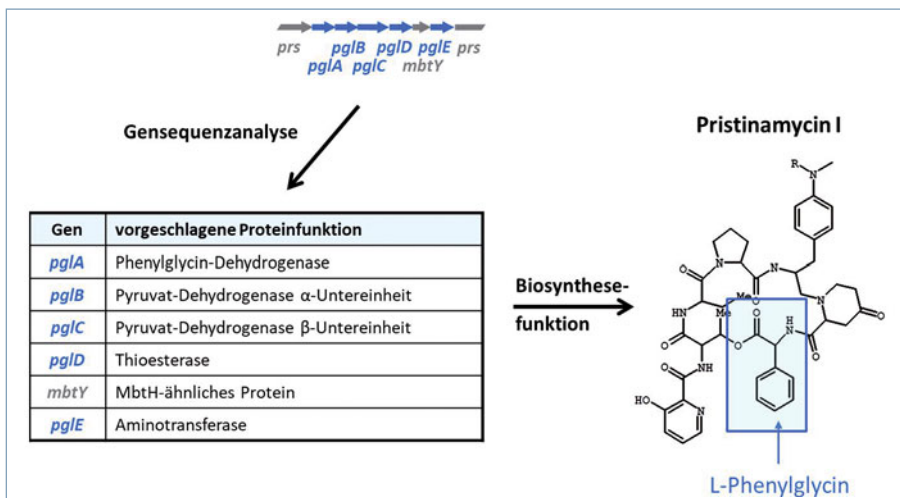 prs pglB pglD pglE prs
pglA pglC mbtY
Gensequenzanalyse
Pristinamycin I
Gen vorgeschlagene Proteinfunktion
pglA Phenylglycin-Dehydrogenase
pglB Pyruvat-Dehydrogenase α-Untereinheit
pglC Pyruvat-Dehydrogenase β-Untereinheit
pglD Thioesterase
mbtY MbtH-ähnliches Protein
pglE Aminotransferase
Biosynthese-
funktion
R
N
N
O
O
N
Me
O
N
HN
Me
O
H
N
O
O
O
O
NH
O
HO
N
L-Phenylglycin